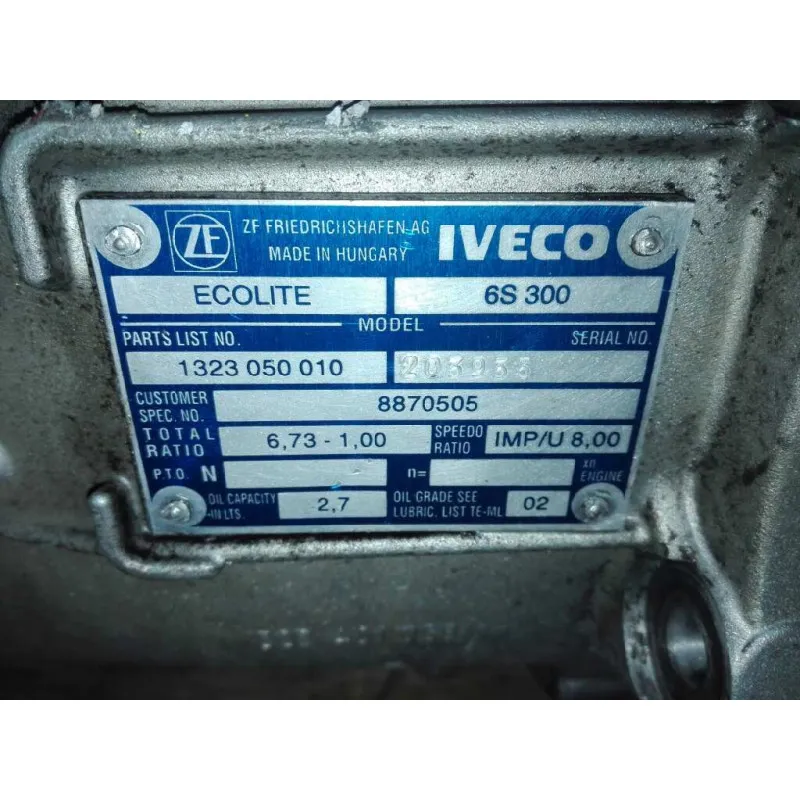 ZF
ZF FRIEDRICHSHAFEN AG
MADE IN HUNGARY
IVECO
ECOLITE 6S 300
MODEL
PARTS LIST NO. SERIAL NO.
1323 050 010
CUSTOMER SPEC. NO. 8870505
TOTAL RATIO 6,73 - 1,00 SPEEDO RATIO IMP/U 8,00
P.T.O. N n= xn ENGINE
OIL CAPACITY -IN LTS. 2,7 OIL GRADE SEE LUBRIC. LIST TE-ML 02